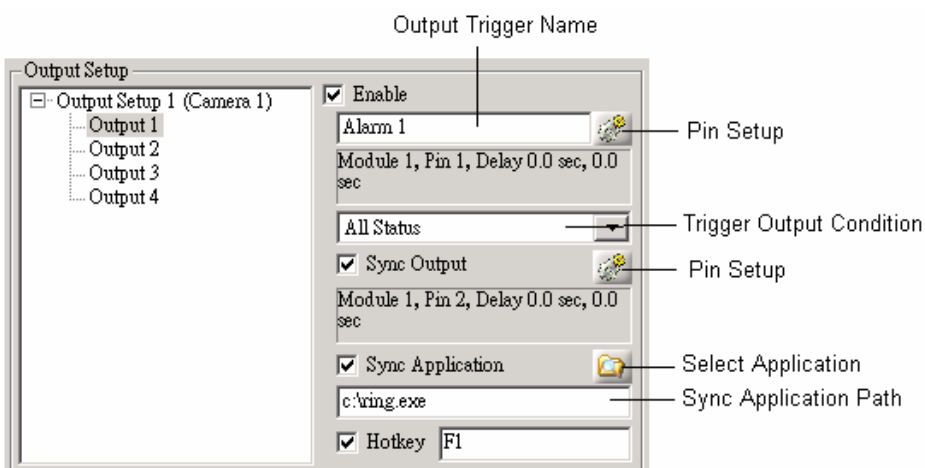 Output Trigger Name
Output Setup
Output Setup 1 (Camera 1)
Output 1
Output 2
Output 3
Output 4
Enable
Alarm 1
Pin Setup
Module 1, Pin 1, Delay 0.0 sec, 0.0
sec
All Status
Trigger Output Condition
Sync Output
Pin Setup
Module 1, Pin 2, Delay 0.0 sec, 0.0
sec
Sync Application
Select Application
c:\ring.exe
Sync Application Path
Hotkey F1